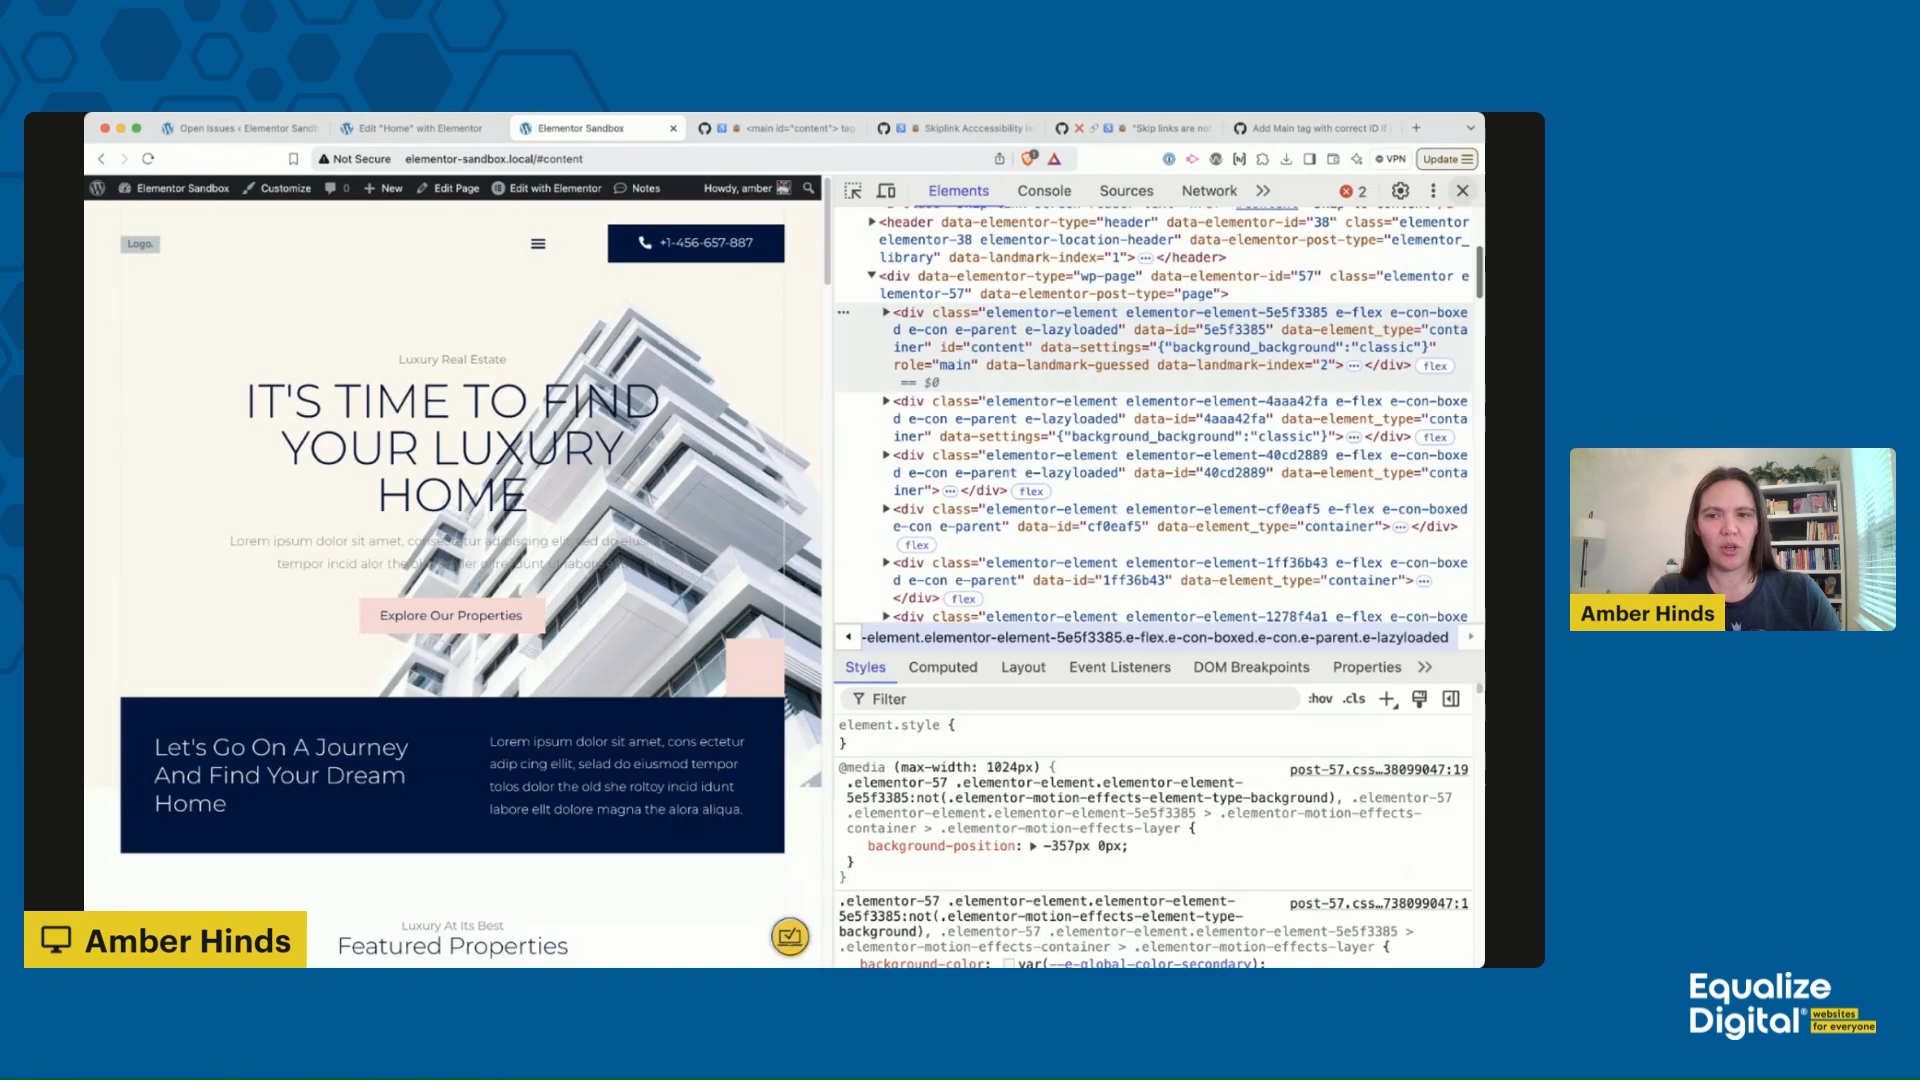 Open Issues ‹ Elementor Sandb
Edit "Home" with Elementor
Elementor Sandbox
<main id="content"> tag
Skiplink Acccessibility is
"Skip links are not
Add Main tag with correct ID if
Not Secure
elementor-sandbox.local/#content
VPN
Update
Elementor Sandbox
Customize
0
New
Edit Page
Edit with Elementor
Notes
Howdy, amber
Logo.
+1-456-657-887
Luxury Real Estate
IT'S TIME TO FIND
YOUR LUXURY
HOME
Lorem ipsum dolor sit amet,
tempor incid
Explore Our Properties
Let's Go On A Journey
And Find Your Dream
Home
Lorem ipsum dolor sit amet, cons ectetur
adip cing ellit, selad do eiusmod tempor
tolos dolor the old she roltoy incid idunt
labore ellt dolore magna the alora aliqua.
Luxury At Its Best
Featured Properties
Elements
Console
Sources
Network
2
<header data-elementor-type="header" data-elementor-id="38" class="elementor
elementor-38 elementor-location-header" data-elementor-post-type="elementor_
library" data-landmark-index="1"> </header>
<div data-elementor-type="wp-page" data-elementor-id="57" class="elementor e
lementor-57" data-elementor-post-type="page">
<div class="elementor-element elementor-element-5e5f3385 e-flex e-con-boxe
d e-con e-parent e-lazyloaded" data-id="5e5f3385" data-element_type="conta
iner" id="content" data-settings="{"background_background":"classic"}"
role="main" data-landmark-guessed data-landmark-index="2"> </div> flex
== $0
<div class="elementor-element elementor-element-4aaa42fa e-flex e-con-boxe
d e-con e-parent e-lazyloaded" data-id="4aaa42fa" data-element_type="conta
iner" data-settings="{"background_background":"classic"}"> </div> flex
<div class="elementor-element elementor-element-40cd2889 e-flex e-con-boxe
d e-con e-parent e-lazyloaded" data-id="40cd2889" data-element_type="conta
iner"> </div> flex
<div class="elementor-element elementor-element-cf0eaf5 e-flex e-con-boxed
e-con e-parent" data-id="cf0eaf5" data-element_type="container"> </div>
flex
<div class="elementor-element elementor-element-1ff36b43 e-flex e-con-boxe
d e-con e-parent" data-id="1ff36b43" data-element_type="container">
</div> flex
<div class="elementor-element elementor-element-1278f4a1 e-flex e-con-boxe
-element.elementor-element-5e5f3385.e-flex.e-con-boxed.e-con.e-parent.e-lazyloaded
Styles
Computed
Layout
Event Listeners
DOM Breakpoints
Properties
Filter
:hov .cls
element.style {
}
@media (max-width: 1024px) {
post-57.css…38099047:19
.elementor-57 .elementor-element.elementor-element-
5e5f3385:not(.elementor-motion-effects-element-type-background), .elementor-57
.elementor-element.elementor-element-5e5f3385 > .elementor-motion-effects-
container > .elementor-motion-effects-layer {
background-position: -357px 0px;
}
}
.elementor-57 .elementor-element.elementor-element-
post-57.css…738099047:1
5e5f3385:not(.elementor-motion-effects-element-type-
background), .elementor-57 .elementor-element.elementor-element-5e5f3385 >
.elementor-motion-effects-container > .elementor-motion-effects-layer {
background-color: var(--e-global-color-secondary);
Amber Hinds
Amber Hinds
Equalize
Digital®
websites
for everyone